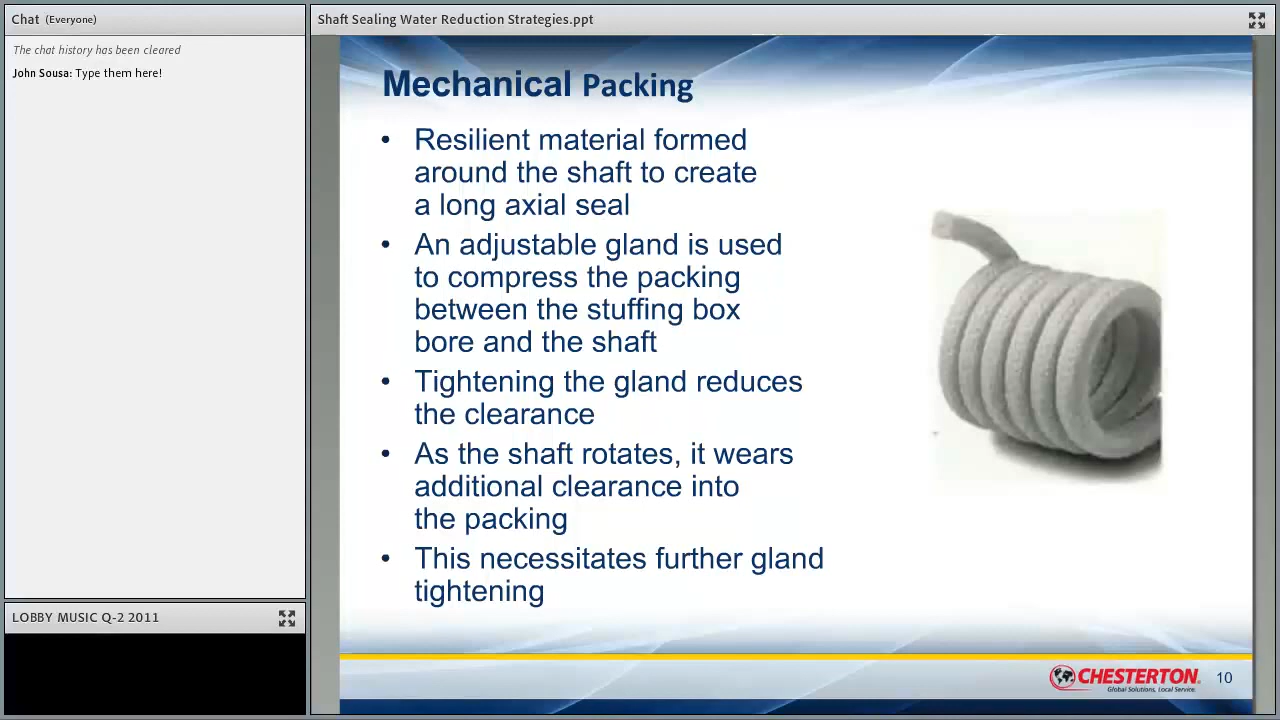 Chat (Everyone)
The chat history has been cleared
John Sousa: Type them here!
LOBBY MUSIC Q-2 2011
Shaft Sealing Water Reduction Strategies.ppt
Mechanical Packing
• Resilient material formed
around the shaft to create
a long axial seal
• An adjustable gland is used
to compress the packing
between the stuffing box
bore and the shaft
• Tightening the gland reduces
the clearance
• As the shaft rotates, it wears
additional clearance into
the packing
• This necessitates further gland
tightening
CHESTERTON
Global Solutions, Local Service.
10